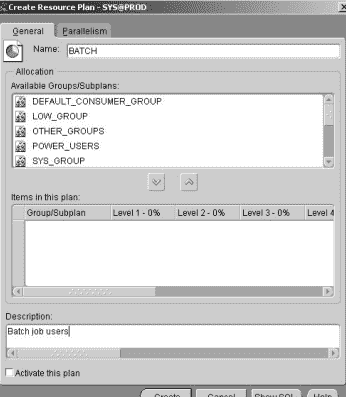 Create Resource Plan - SYS@PROD
General Parallelism
Name: BATCH
Allocation
Available Groups/Subplans:
DEFAULT_CONSUMER_GROUP
LOW_GROUP
OTHER_GROUPS
POWER_USERS
SYS_GROUP
Items in this plan:
Group/Subplan Level 1 - 0% Level 2 - 0% Level 3 - 0% Level 4
Description:
Batch job users
Activate this plan
Create Cancel Show SQL Help